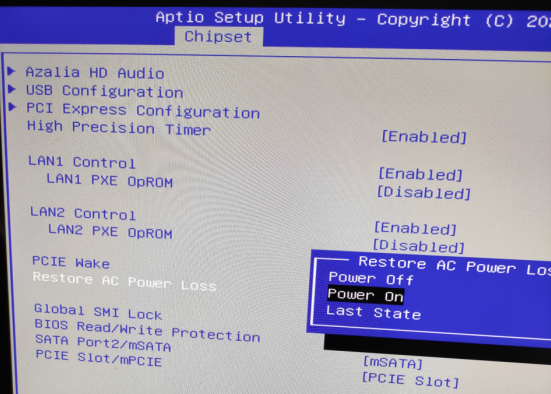 Aptio Setup Utility – Copyright (C)
Chipset
Azalia HD Audio
USB Configuration
PCI Express Configuration
High Precision Timer [Enabled]
LAN1 Control [Enabled]
LAN1 PXE OpROM [Disabled]
LAN2 Control [Enabled]
LAN2 PXE OpROM [Disabled]
PCIE Wake
Restore AC Power Loss
Restore AC Power Los
Power Off
Power On
Last State
Global SMI Lock
BIOS Read/Write Protection
SATA Port2/mSATA [mSATA]
PCIE Slot/mPCIE [PCIE Slot]